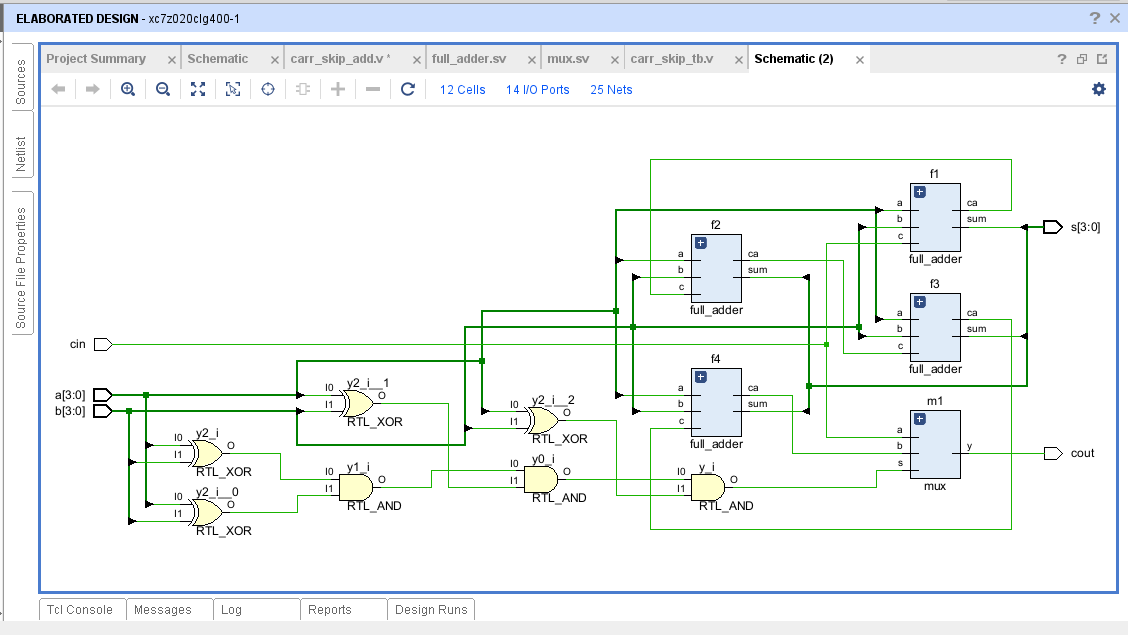 ELABORATED DESIGN - xc7z020clg400-1
? ×
Sources
Netlist
Source File Properties
Project Summary × Schematic × carr_skip_add.v * × full_adder.sv × mux.sv × carr_skip_tb.v × Schematic (2) × ?
12 Cells 14 I/O Ports 25 Nets
f1
a
b
c
ca
sum
full_adder
s[3:0]
f2
a
b
c
ca
sum
full_adder
f3
a
b
c
ca
sum
full_adder
cin
a[3:0]
b[3:0]
y2_i__1
I0
I1
O
RTL_XOR
y2_i
I0
I1
O
RTL_XOR
y2_i__0
I0
I1
O
RTL_XOR
y1_i
I0
I1
O
RTL_AND
y2_i__2
I0
I1
O
RTL_XOR
y0_i
I0
I1
O
RTL_AND
f4
a
b
c
ca
sum
full_adder
y_i
I0
I1
O
RTL_AND
m1
a
b
s
y
mux
cout
Tcl Console Messages Log Reports Design Runs